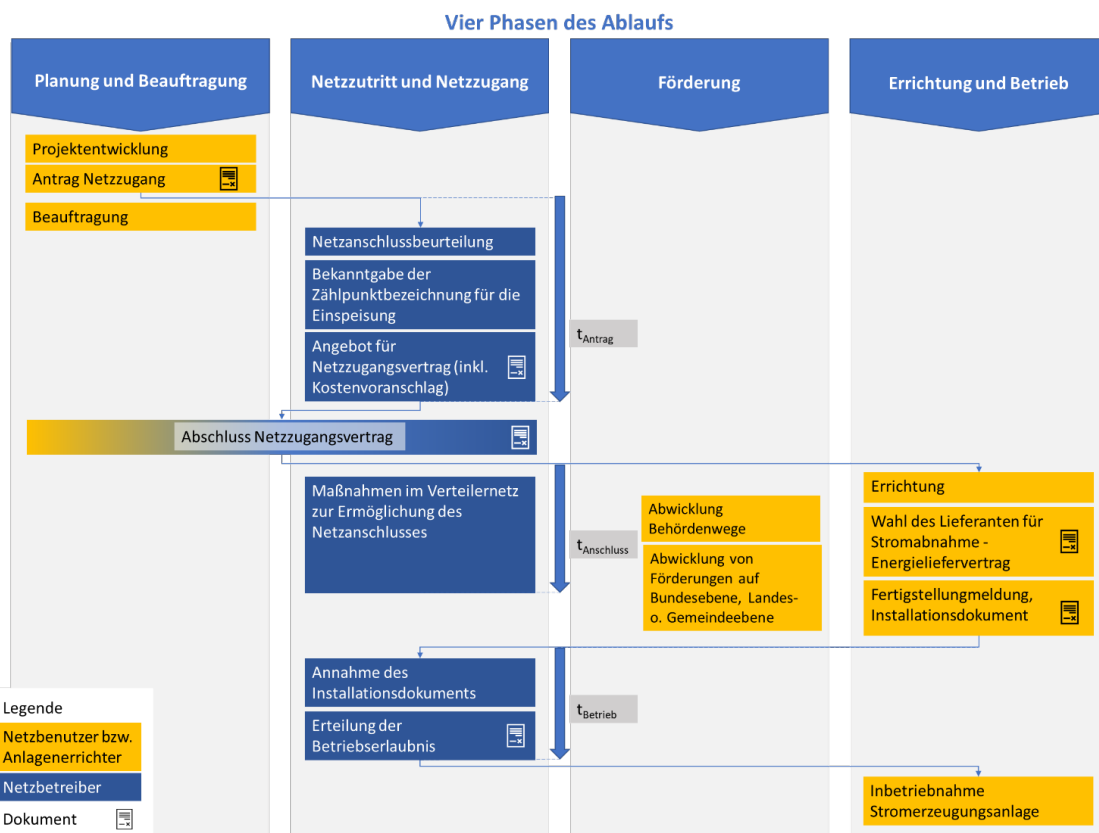 Vier Phasen des Ablaufs
Planung und Beauftragung
Netzzutritt und Netzzugang
Förderung
Errichtung und Betrieb
Projektentwicklung
Antrag Netzzugang
Beauftragung
Netzanschlussbeurteilung
Bekanntgabe der
Zählpunktbezeichnung für die
Einspeisung
Angebot für
Netzzugangsvertrag (inkl.
Kostenvoranschlag)
tAntrag
Abschluss Netzzugangsvertrag
Maßnahmen im Verteilernetz
zur Ermöglichung des
Netzanschlusses
tAnschluss
Abwicklung
Behördenwege
Abwicklung von
Förderungen auf
Bundesebene, Landes-
o. Gemeindeebene
Errichtung
Wahl des Lieferanten für
Stromabnahme -
Energieliefervertrag
Fertigstellungmeldung,
Installationsdokument
Annahme des
Installationsdokuments
Erteilung der
Betriebserlaubnis
tBetrieb
Inbetriebnahme
Stromerzeugungsanlage
Legende
Netzbenutzer bzw.
Anlagenerrichter
Netzbetreiber
Dokument